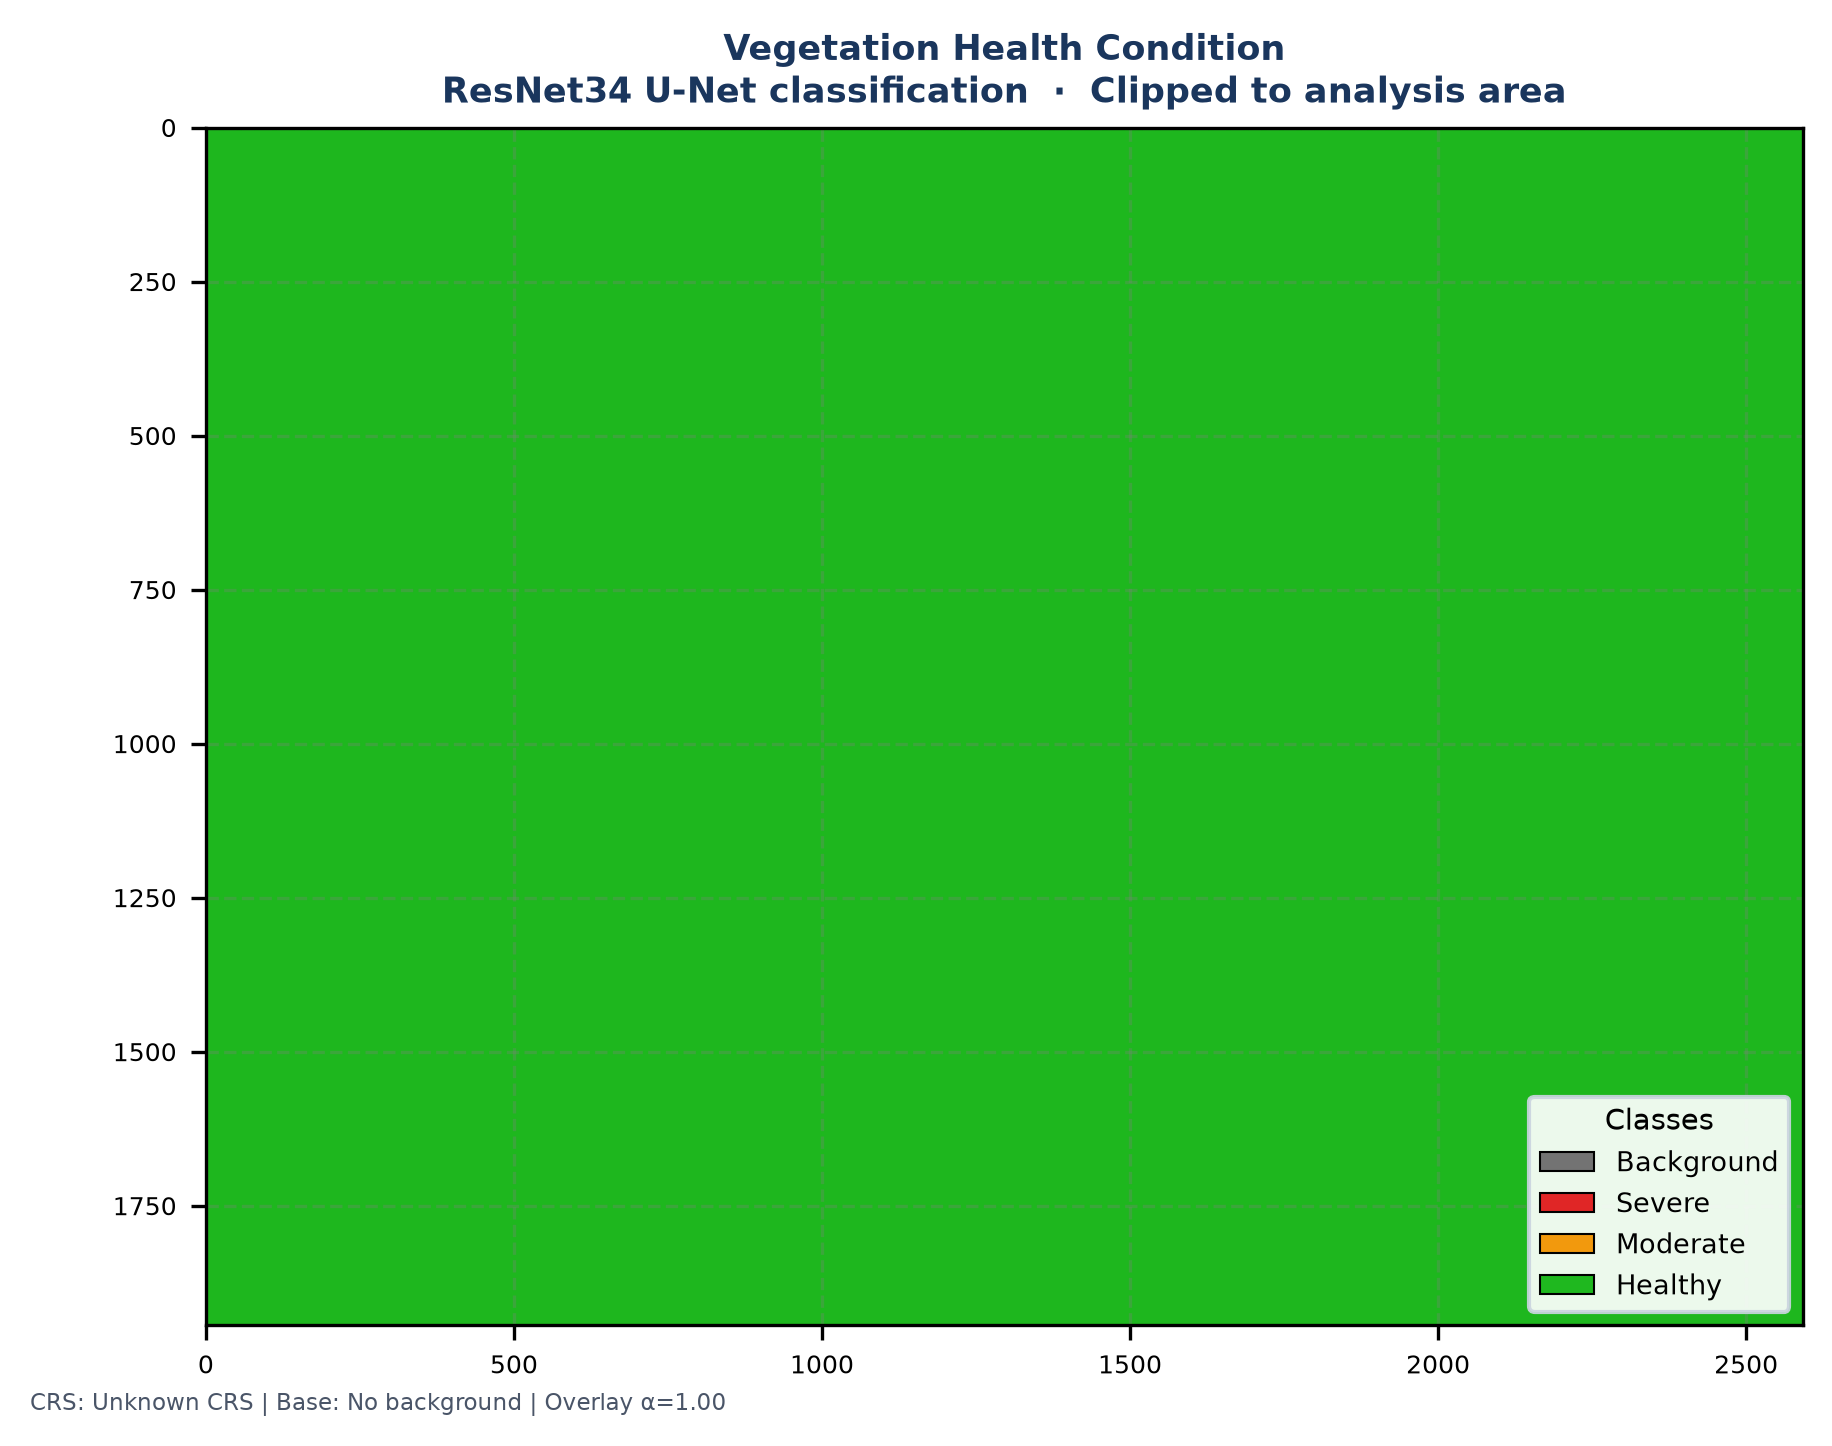 Vegetation Health Condition
ResNet34 U-Net classification · Clipped to analysis area
0
250
500
750
1000
1250
1500
1750
Classes
Background
Severe
Moderate
Healthy
0 500 1000 1500 2000 2500
CRS: Unknown CRS | Base: No background | Overlay α=1.00